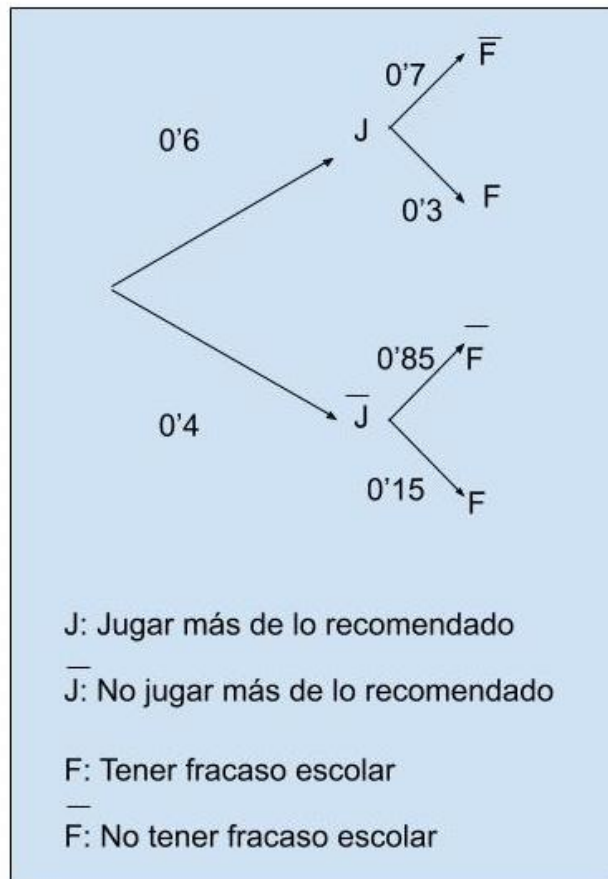 0’7
F̅
0’6
J
0’3
F
0’85
F̅
J̅
0’4
0’15
F
J: Jugar más de lo recomendado
J̅: No jugar más de lo recomendado
F: Tener fracaso escolar
F̅: No tener fracaso escolar